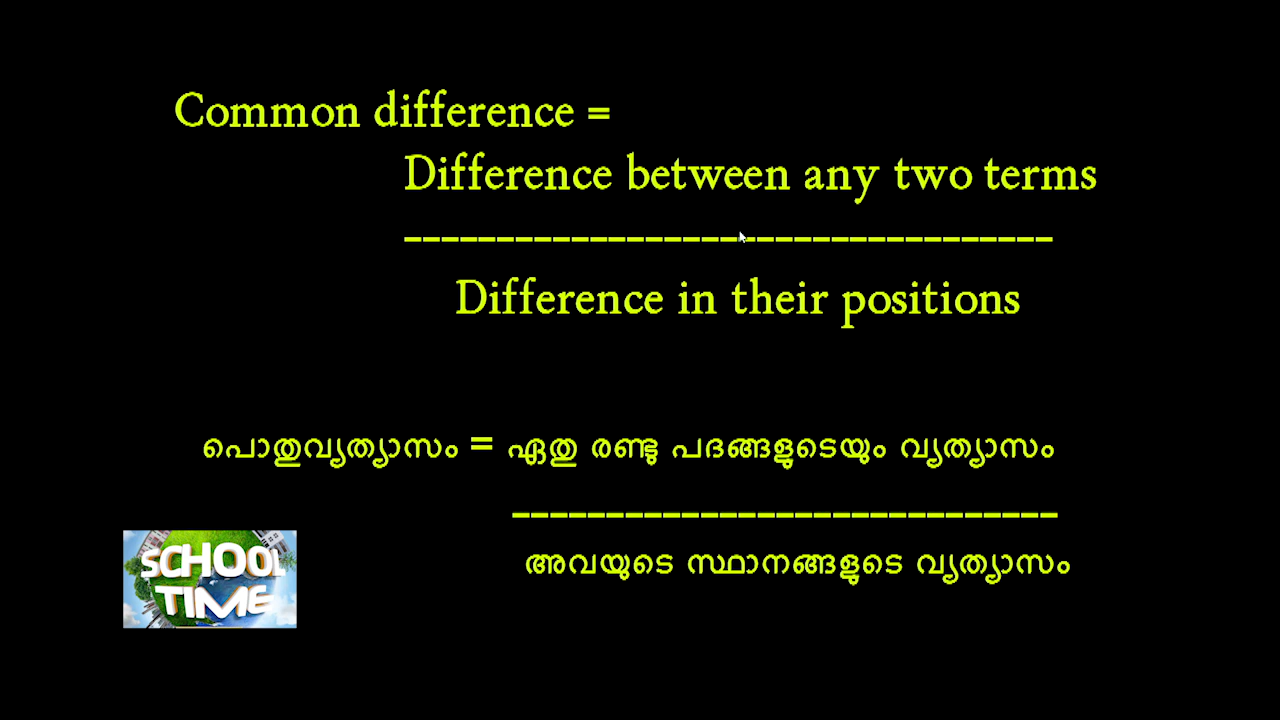 Common difference =
Difference between any two terms
-----------------------------------
Difference in their positions
പൊതുവ്യത്യാസം = ഏതു രണ്ടു പദങ്ങളുടെയും വ്യത്യാസം
-----------------------------
അവയുടെ സ്ഥാനങ്ങളുടെ വ്യത്യാസം
SCHOOL
TIME